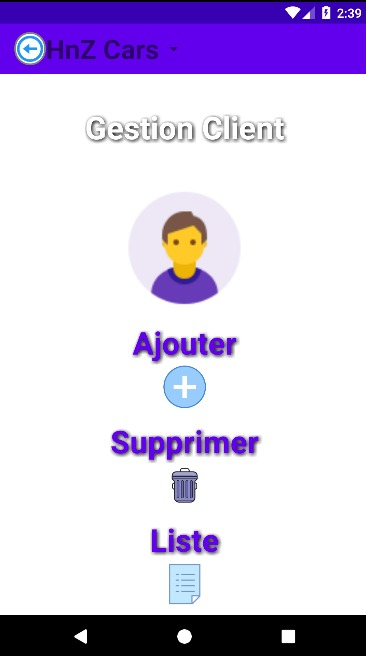 2:39
HnZ Cars
Gestion Client
Ajouter
Supprimer
Liste